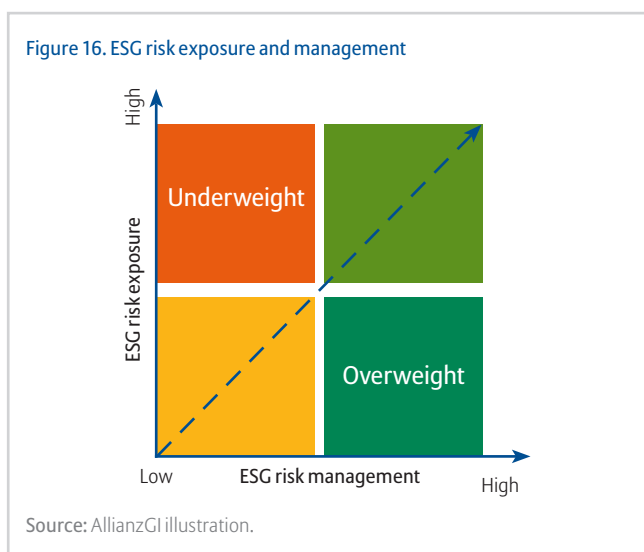 Figure 16. ESG risk exposure and management
High
Underweight
ESG risk exposure
Overweight
Low
ESG risk management
High
Source: AllianzGI illustration.